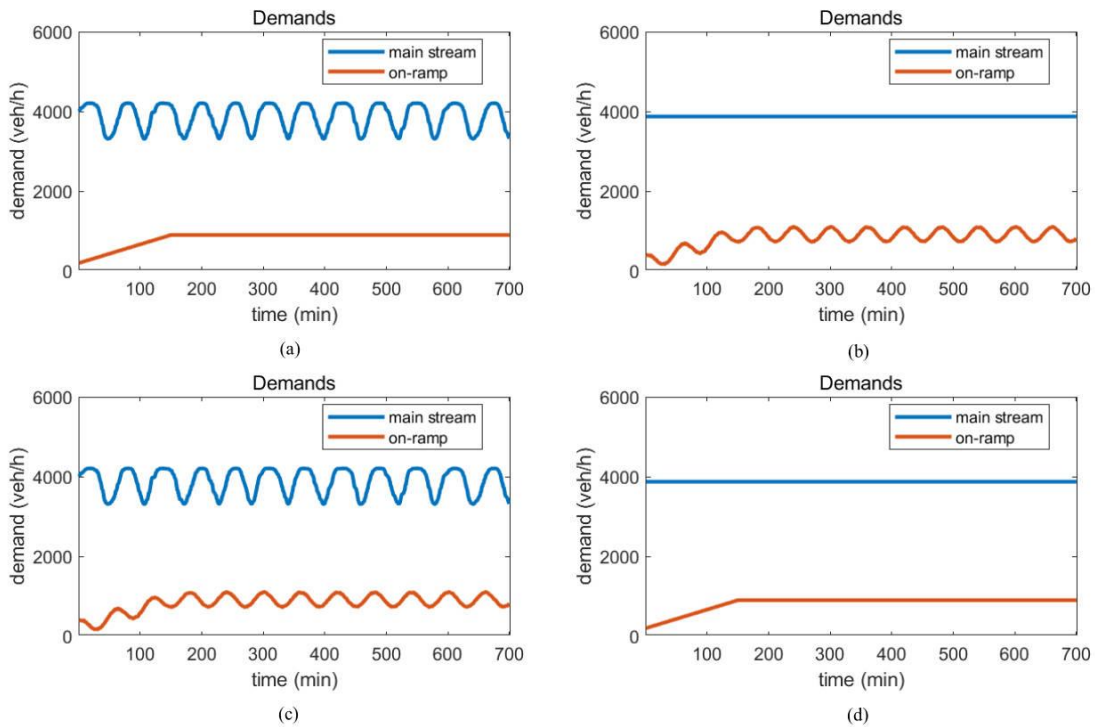 Demands
6000
4000
2000
0
demand (veh/h)
main stream
on-ramp
100 200 300 400 500 600 700
time (min)
(a)
Demands
6000
4000
2000
0
demand (veh/h)
main stream
on-ramp
100 200 300 400 500 600 700
time (min)
(b)
Demands
6000
4000
2000
0
demand (veh/h)
main stream
on-ramp
100 200 300 400 500 600 700
time (min)
(c)
Demands
6000
4000
2000
0
demand (veh/h)
main stream
on-ramp
100 200 300 400 500 600 700
time (min)
(d)